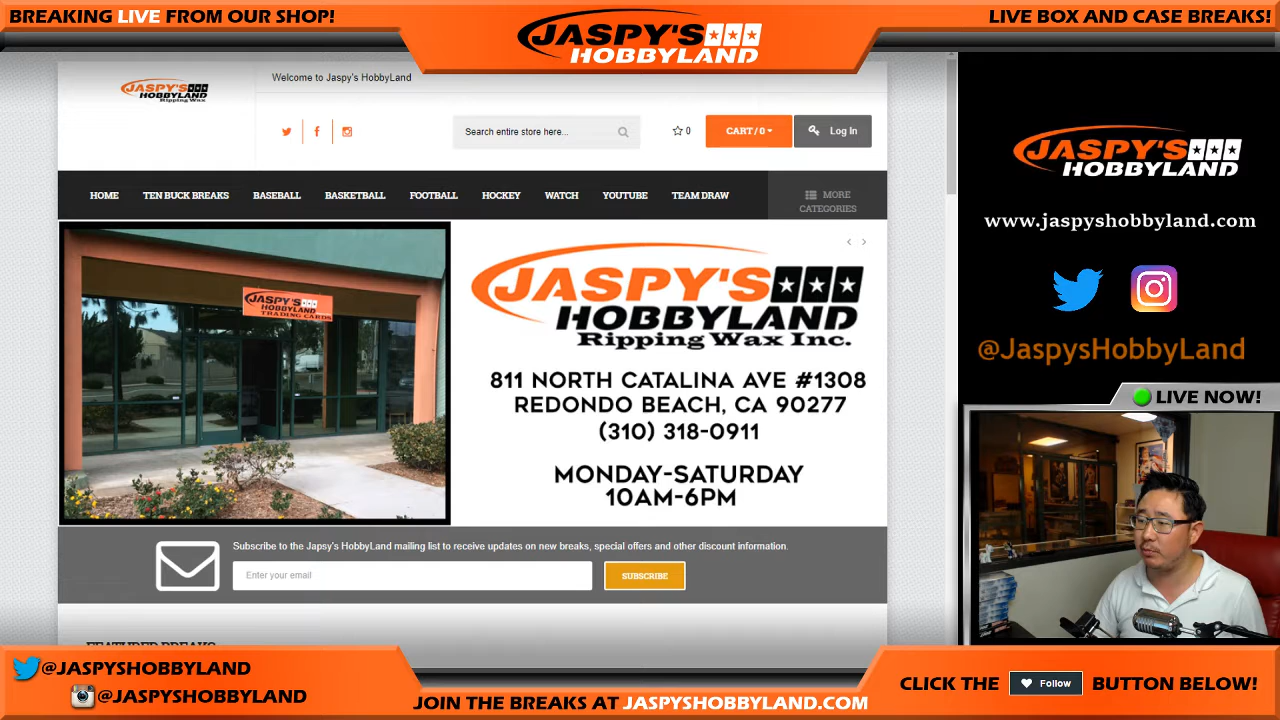 BREAKING LIVE FROM OUR SHOP!
JASPY'S
HOBBYLAND
LIVE BOX AND CASE BREAKS!
JASPY'S
HOBBYLAND
Ripping Wax
Welcome to Jaspy's HobbyLand
Search entire store here...
0
CART / 0
Log In
HOME
TEN BUCK BREAKS
BASEBALL
BASKETBALL
FOOTBALL
HOCKEY
WATCH
YOUTUBE
TEAM DRAW
MORE
CATEGORIES
JASPY'S
HOBBYLAND
TRADING CARDS
JASPY'S
HOBBYLAND
Ripping Wax Inc.
811 NORTH CATALINA AVE #1308
REDONDO BEACH, CA 90277
(310) 318-0911
MONDAY-SATURDAY
10AM-6PM
Subscribe to the Japsy's HobbyLand mailing list to receive updates on new breaks, special offers and other discount information.
Enter your email
SUBSCRIBE
FEATURED BREAKS
JASPY'S
HOBBYLAND
www.jaspyshobbyland.com
@JaspysHobbyLand
LIVE NOW!
@JASPYSHOBBYLAND
@JASPYSHOBBYLAND
JOIN THE BREAKS AT JASPYSHOBBYLAND.COM
CLICK THE Follow BUTTON BELOW!